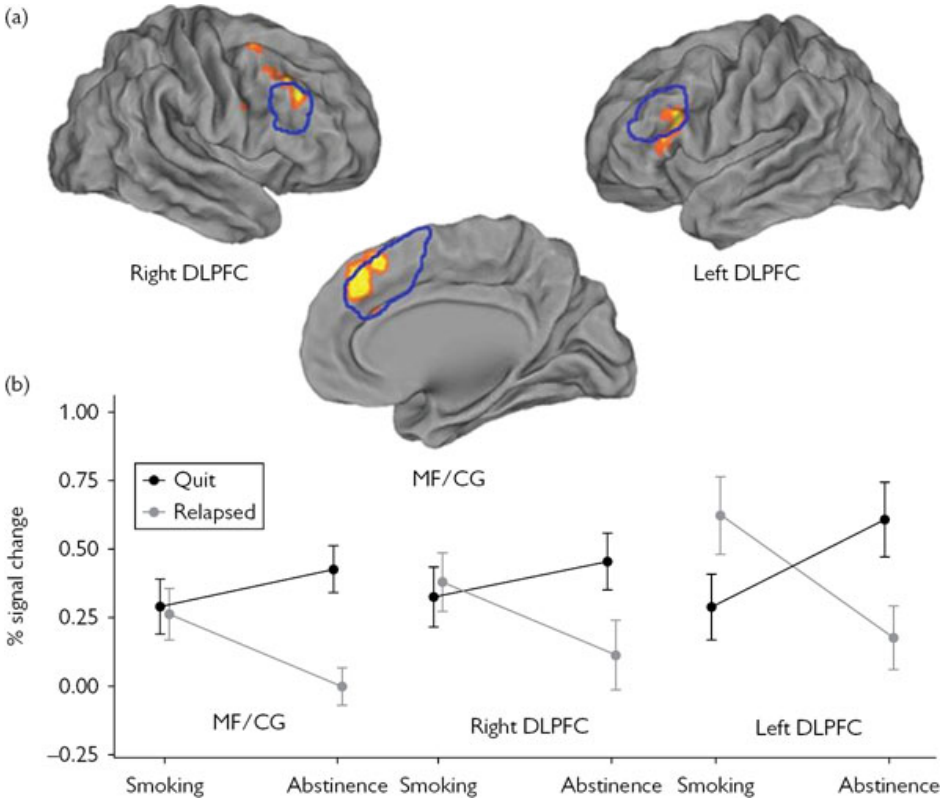 (a)
Right DLPFC
Left DLPFC
MF/CG
(b)
1.00
0.75
0.50
0.25
0.00
–0.25
% signal change
Quit
Relapsed
MF/CG
Right DLPFC
Left DLPFC
Smoking Abstinence Smoking Abstinence Smoking Abstinence